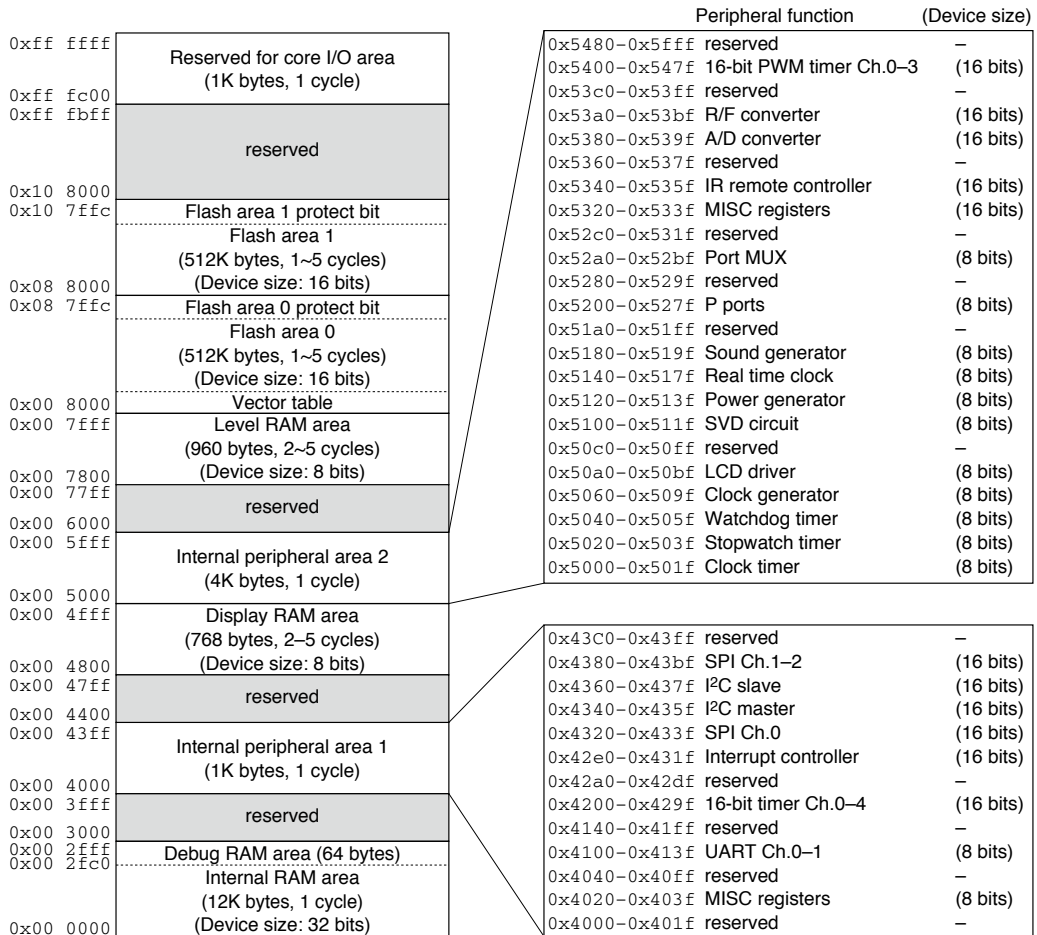 Peripheral function (Device size)
0xff ffff
Reserved for core I/O area
(1K bytes, 1 cycle)
0xff fc00
0xff fbff
reserved
0x10 8000
0x10 7ffc
Flash area 1 protect bit
Flash area 1
(512K bytes, 1~5 cycles)
(Device size: 16 bits)
0x08 8000
0x08 7ffc
Flash area 0 protect bit
Flash area 0
(512K bytes, 1~5 cycles)
(Device size: 16 bits)
Vector table
0x00 8000
0x00 7fff
Level RAM area
(960 bytes, 2~5 cycles)
(Device size: 8 bits)
0x00 7800
0x00 77ff
reserved
0x00 6000
0x00 5fff
Internal peripheral area 2
(4K bytes, 1 cycle)
0x00 5000
0x00 4fff
Display RAM area
(768 bytes, 2–5 cycles)
(Device size: 8 bits)
0x00 4800
0x00 47ff
reserved
0x00 4400
0x00 43ff
Internal peripheral area 1
(1K bytes, 1 cycle)
0x00 4000
0x00 3fff
reserved
0x00 3000
0x00 2fff
Debug RAM area (64 bytes)
0x00 2fc0
Internal RAM area
(12K bytes, 1 cycle)
(Device size: 32 bits)
0x00 0000
0x5480–0x5fff reserved –
0x5400–0x547f 16-bit PWM timer Ch.0–3 (16 bits)
0x53c0–0x53ff reserved –
0x53a0–0x53bf R/F converter (16 bits)
0x5380–0x539f A/D converter (16 bits)
0x5360–0x537f reserved –
0x5340–0x535f IR remote controller (16 bits)
0x5320–0x533f MISC registers (16 bits)
0x52c0–0x531f reserved –
0x52a0–0x52bf Port MUX (8 bits)
0x5280–0x529f reserved –
0x5200–0x527f P ports (8 bits)
0x51a0–0x51ff reserved –
0x5180–0x519f Sound generator (8 bits)
0x5140–0x517f Real time clock (8 bits)
0x5120–0x513f Power generator (8 bits)
0x5100–0x511f SVD circuit (8 bits)
0x50c0–0x50ff reserved –
0x50a0–0x50bf LCD driver (8 bits)
0x5060–0x509f Clock generator (8 bits)
0x5040–0x505f Watchdog timer (8 bits)
0x5020–0x503f Stopwatch timer (8 bits)
0x5000–0x501f Clock timer (8 bits)
0x43C0–0x43ff reserved –
0x4380–0x43bf SPI Ch.1–2 (16 bits)
0x4360–0x437f I2C slave (16 bits)
0x4340–0x435f I2C master (16 bits)
0x4320–0x433f SPI Ch.0 (16 bits)
0x42e0–0x431f Interrupt controller (16 bits)
0x42a0–0x42df reserved –
0x4200–0x429f 16-bit timer Ch.0–4 (16 bits)
0x4140–0x41ff reserved –
0x4100–0x413f UART Ch.0–1 (8 bits)
0x4040–0x40ff reserved –
0x4020–0x403f MISC registers (8 bits)
0x4000–0x401f reserved –